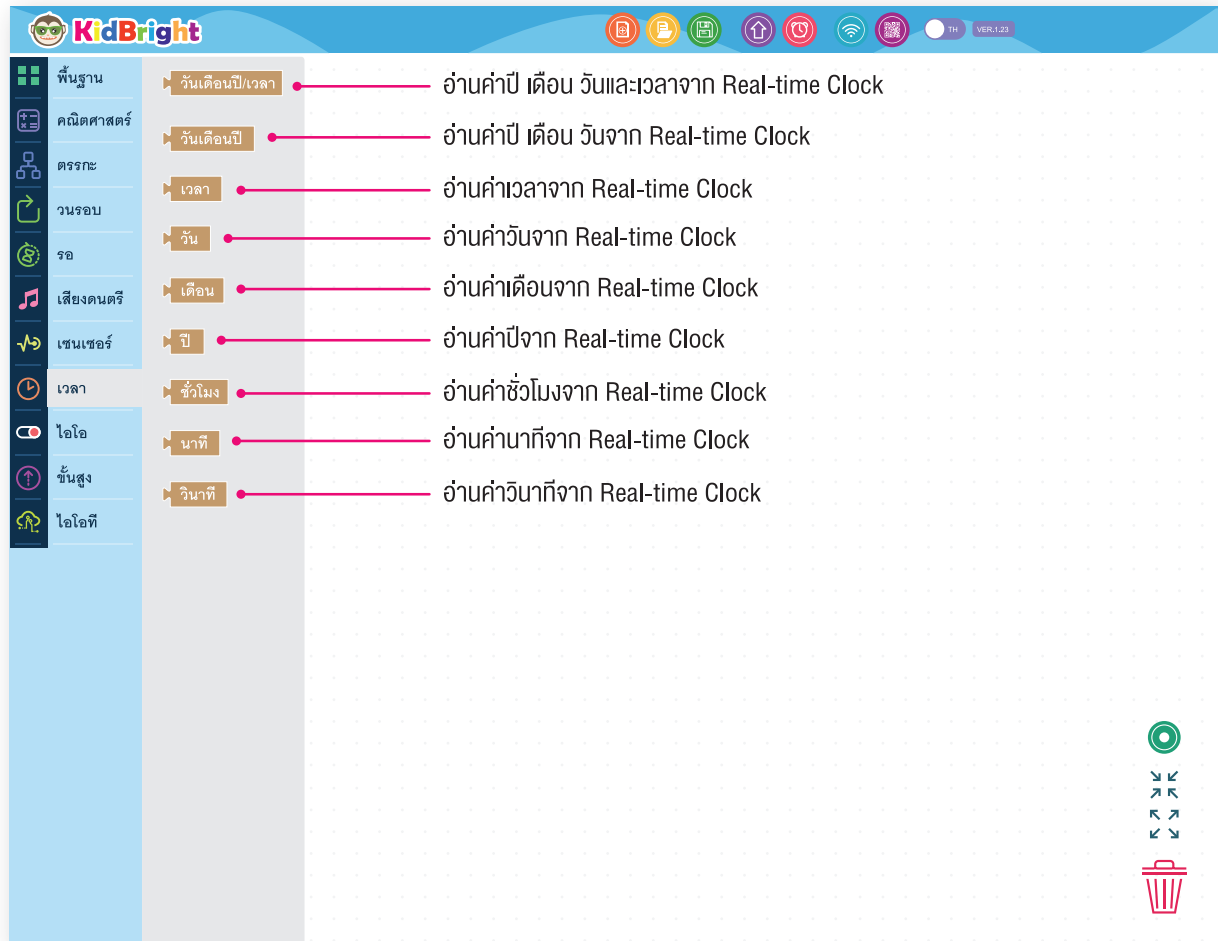 KidBright
TH
VER.1.23
พื้นฐาน
คณิตศาสตร์
ตรรกะ
วนรอบ
รอ
เสียงดนตรี
เซนเซอร์
เวลา
ไอโอ
ขั้นสูง
ไอโอที
วันเดือนปี/เวลา อ่านค่าปี เดือน วันและเวลาจาก Real-time Clock
วันเดือนปี อ่านค่าปี เดือน วันจาก Real-time Clock
เวลา อ่านค่าเวลาจาก Real-time Clock
วัน อ่านค่าวันจาก Real-time Clock
เดือน อ่านค่าเดือนจาก Real-time Clock
ปี อ่านค่าปีจาก Real-time Clock
ชั่วโมง อ่านค่าชั่วโมงจาก Real-time Clock
นาที อ่านค่านาทีจาก Real-time Clock
วินาที อ่านค่าวินาทีจาก Real-time Clock